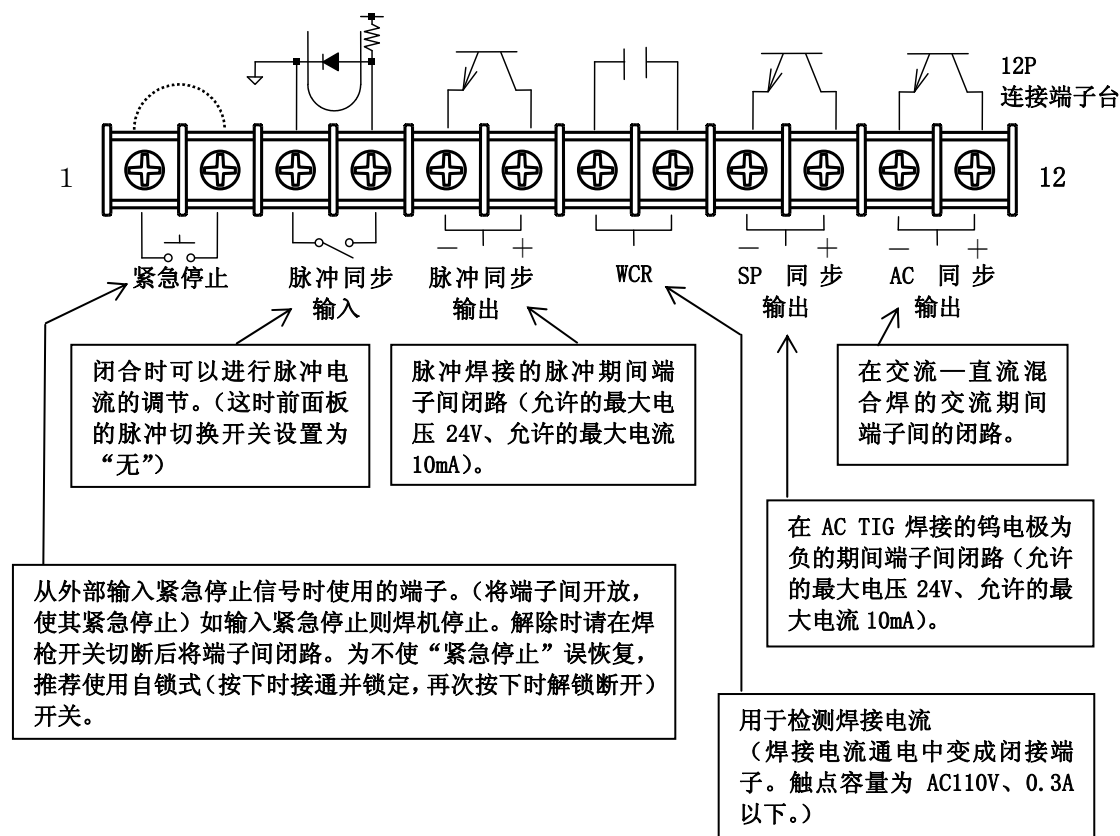 12P
连接端子台
1
12
紧急停止
脉冲同步
输入
脉冲同步
输出
WCR
SP 同步
输出
AC 同步
输出
闭合时可以进行脉冲电
流的调节。（这时前面板
的脉冲切换开关设置为
“无”）
脉冲焊接的脉冲期间端
子间闭路（允许的最大电
压 24V、允许的最大电流
10mA）。
在交流—直流混
合焊的交流期间
端子间的闭路。
在 AC TIG 焊接的钨电极为
负的期间端子间闭路（允许
的最大电压 24V、允许的最
大电流 10mA）。
从外部输入紧急停止信号时使用的端子。（将端子间开放，
使其紧急停止）如输入紧急停止则焊机停止。解除时请在焊
枪开关切断后将端子间闭路。为不使“紧急停止”误恢复，
推荐使用自锁式（按下时接通并锁定，再次按下时解锁断开）
开关。
用于检测焊接电流
（焊接电流通电中变成闭接端
子。触点容量为 AC110V、0.3A
以下。）